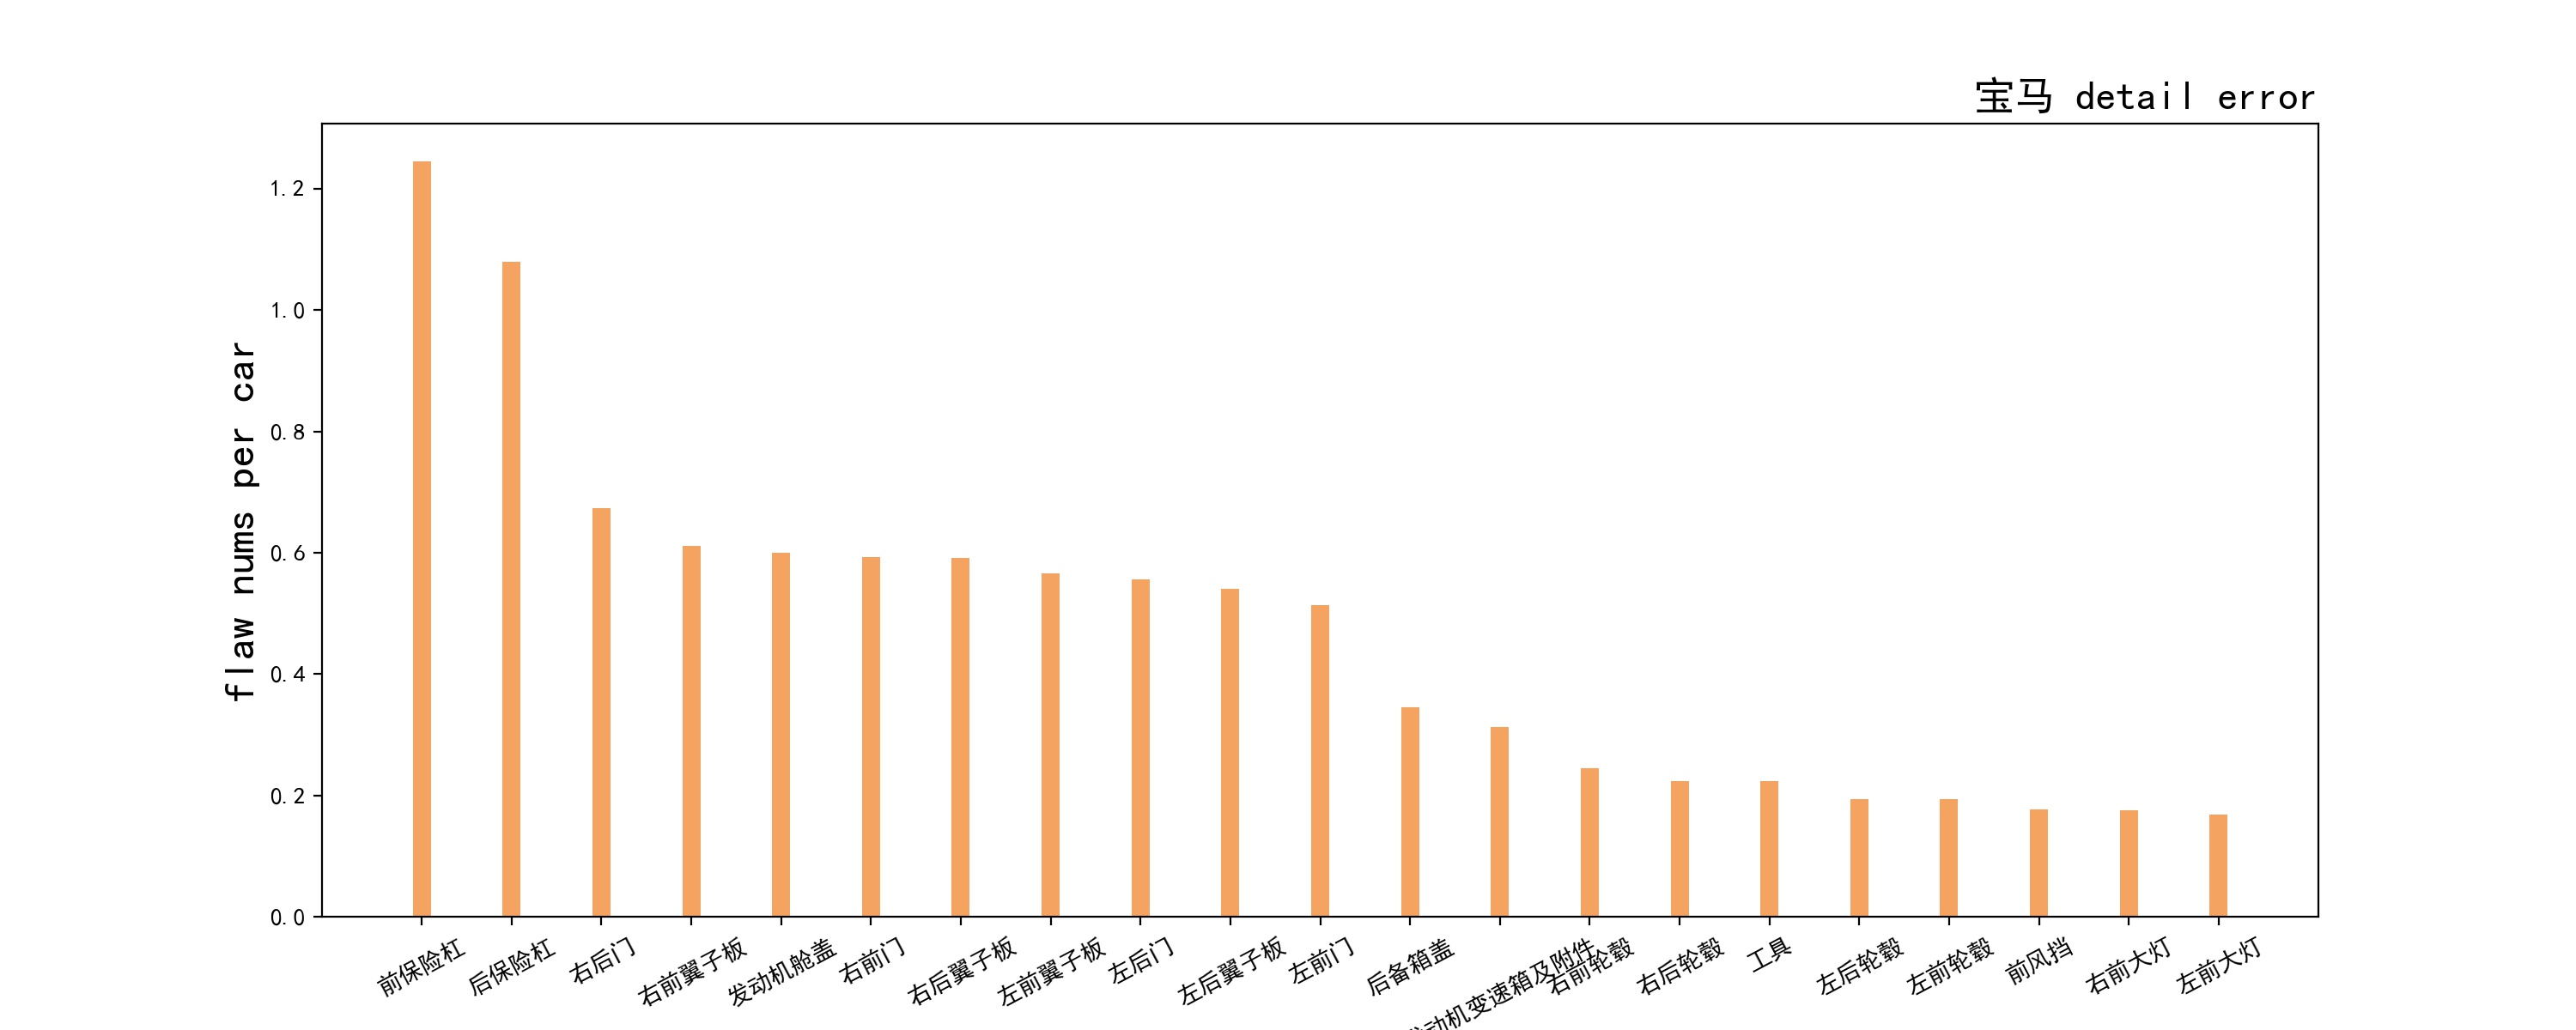 宝马 detail error
flaw nums per car
1.2
1.0
0.8
0.6
0.4
0.2
0.0
前保险杠
后保险杠
右后门
右前翼子板
发动机舱盖
右前门
右后翼子板
左前翼子板
左后门
左后翼子板
左前门
后备箱盖
发动机变速箱及附件
右前轮毂
右后轮毂
工具
左后轮毂
左前轮毂
前风挡
右前大灯
左前大灯